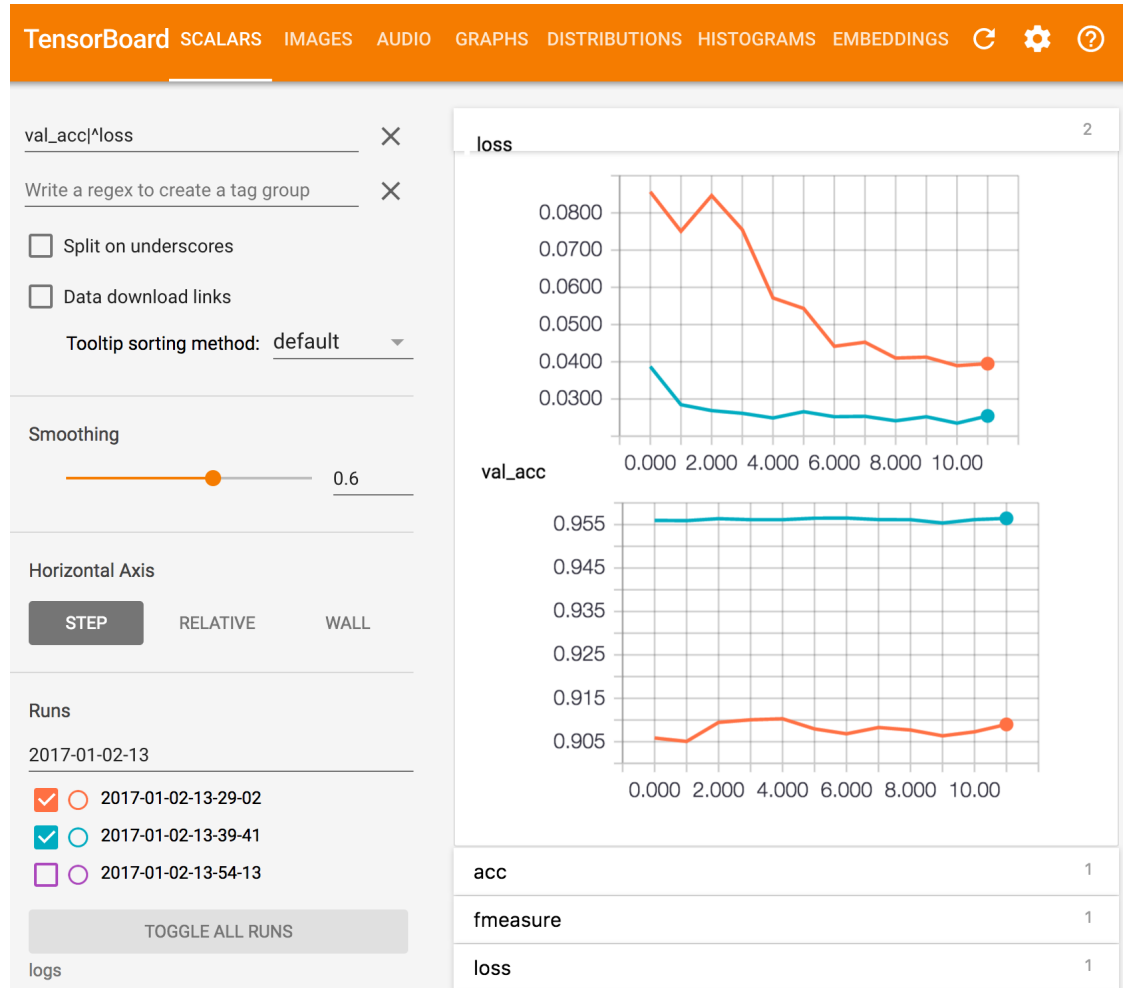 TensorBoard SCALARS IMAGES AUDIO GRAPHS DISTRIBUTIONS HISTOGRAMS EMBEDDINGS
val_acc|^loss
Write a regex to create a tag group
Split on underscores
Data download links
Tooltip sorting method: default
Smoothing
0.6
Horizontal Axis
STEP RELATIVE WALL
Runs
2017-01-02-13
2017-01-02-13-29-02
2017-01-02-13-39-41
2017-01-02-13-54-13
TOGGLE ALL RUNS
logs
loss 2
0.0800
0.0700
0.0600
0.0500
0.0400
0.0300
0.000 2.000 4.000 6.000 8.000 10.00
val_acc
0.955
0.945
0.935
0.925
0.915
0.905
0.000 2.000 4.000 6.000 8.000 10.00
acc 1
fmeasure 1
loss 1